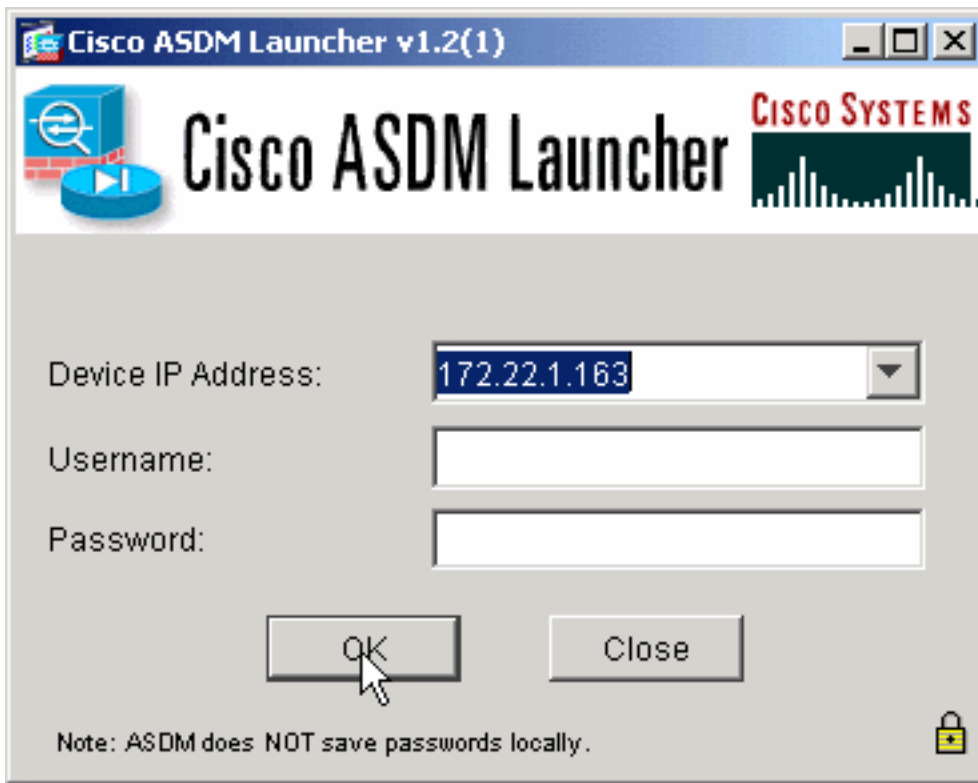 Cisco ASDM Launcher v1.2(1)
Cisco ASDM Launcher
CISCO SYSTEMS
Device IP Address: 172.22.1.163
Username:
Password:
OK Close
Note: ASDM does NOT save passwords locally.